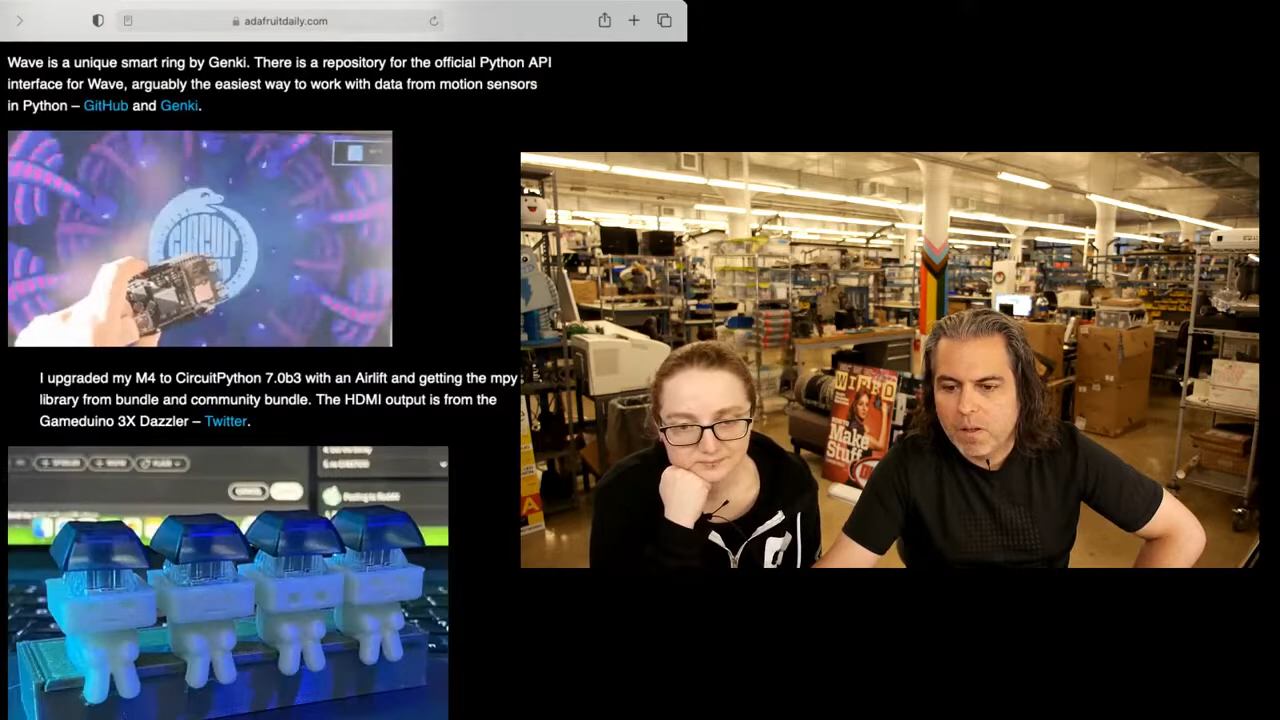 adafruitdaily.com
Wave is a unique smart ring by Genki. There is a repository for the official Python API
interface for Wave, arguably the easiest way to work with data from motion sensors
in Python – GitHub and Genki.
CIRCUIT
I upgraded my M4 to CircuitPython 7.0b3 with an Airlift and getting the mpy
library from bundle and community bundle. The HDMI output is from the
Gameduino 3X Dazzler – Twitter.
WIRED
Make
Stuff